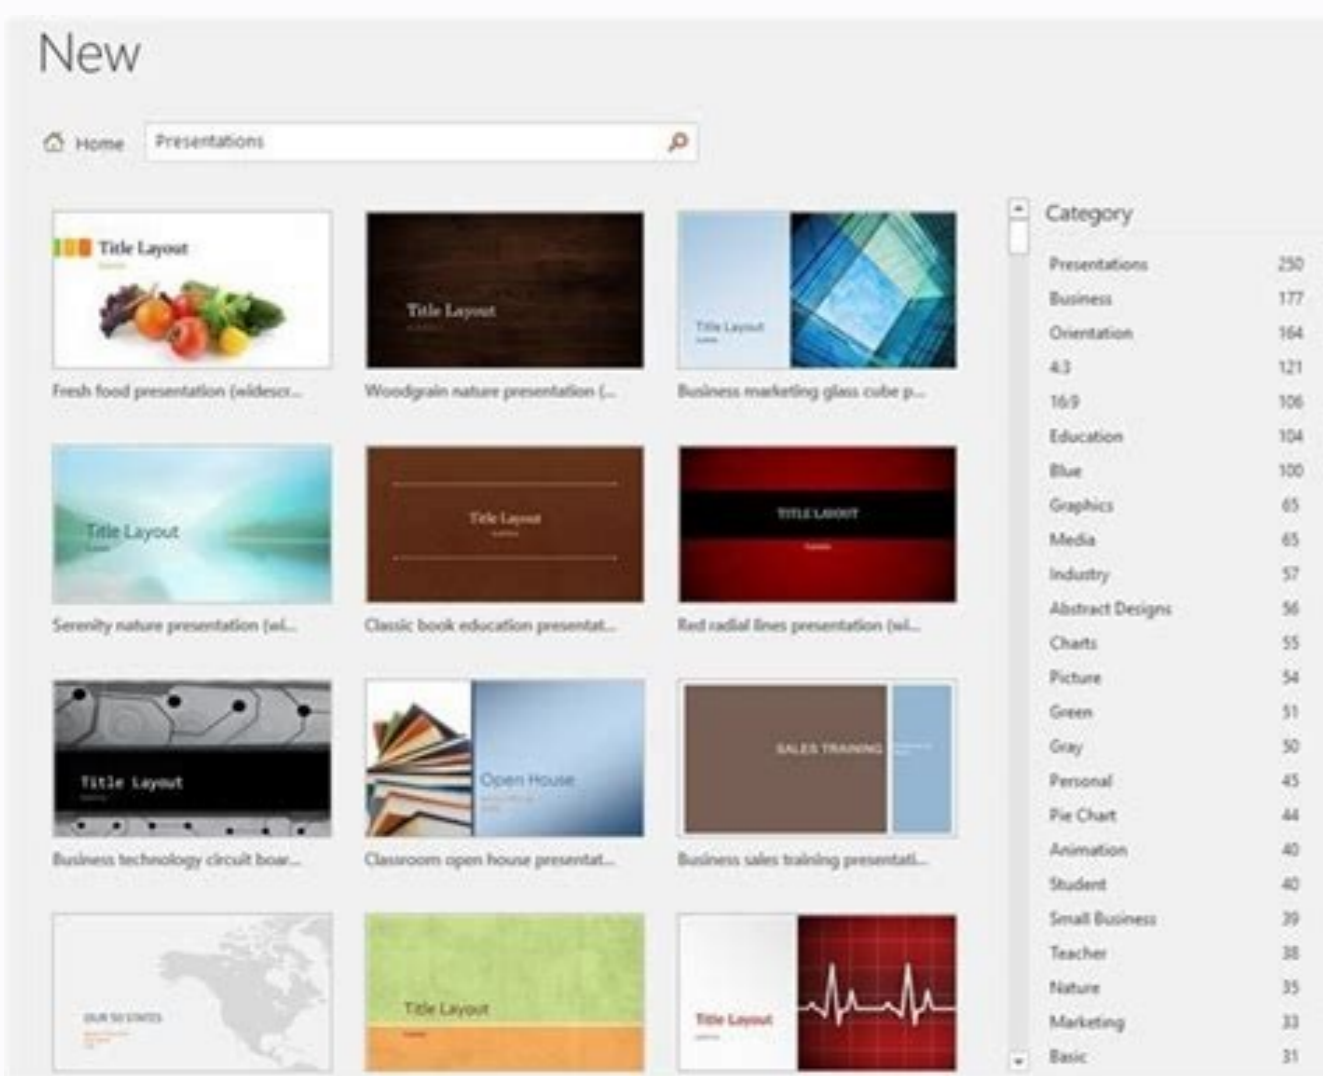 New
Home
Presentations
Title Layout
Fresh food presentation (widescr...
Title Layout
Woodgrain nature presentation (...
Title Layout
Business marketing glass cube p...
Title Layout
Serenity nature presentation (wi...
Title Layout
Classic book education presentat...
TITLE LAYOUT
Red radial lines presentation (wi...
Title Layout
Business technology circuit boar...
Open House
Classroom open house presentat...
SALES TRAINING
Business sales training presentati...
OUR 50 STATES
Title Layout
Title Layout
Category
Presentations 250
Business 177
Orientation 164
4:3 121
16:9 106
Education 104
Blue 100
Graphics 65
Media 65
Industry 57
Abstract Designs 56
Charts 55
Picture 54
Green 51
Gray 50
Personal 45
Pie Chart 44
Animation 40
Student 40
Small Business 39
Teacher 38
Nature 35
Marketing 33
Basic 31